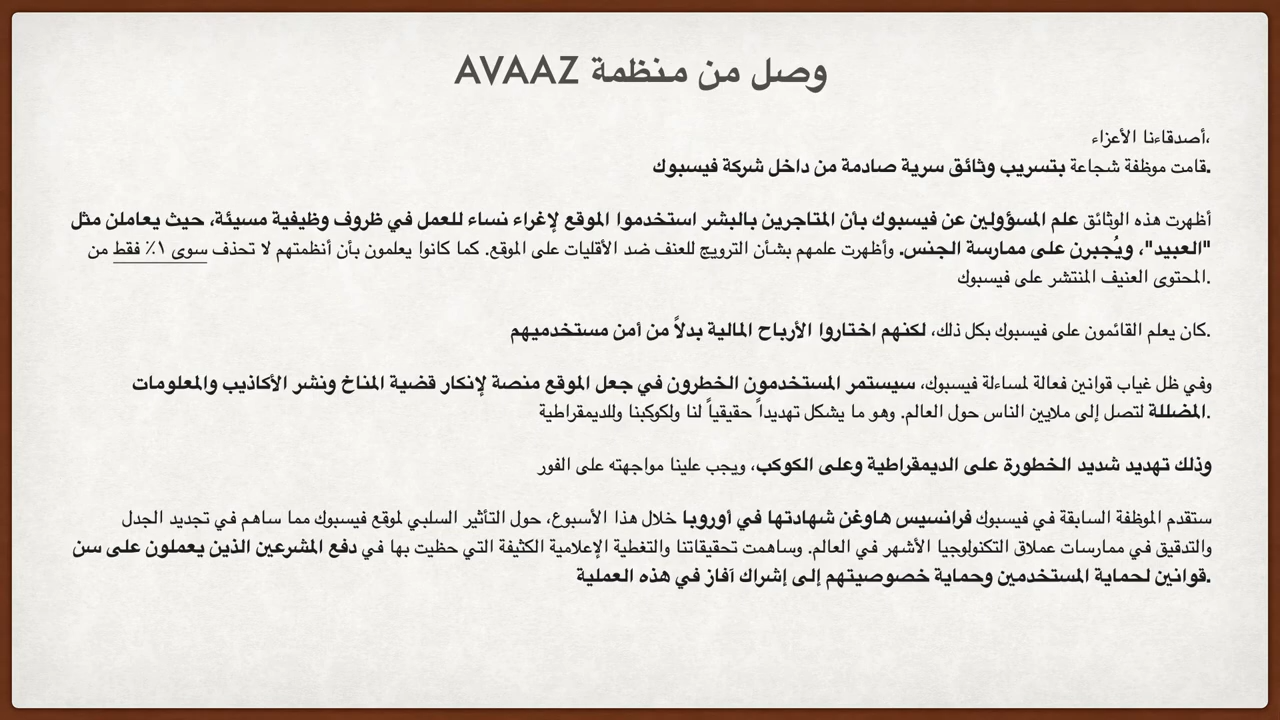 وصل من منظمة AVAAZ
أصدقاءنا الأعزاء،
قامت موظفة شجاعة بتسريب وثائق سرية صادمة من داخل شركة فيسبوك.
أظهرت هذه الوثائق علم المسؤولين عن فيسبوك بأن المتاجرين بالبشر استخدموا الموقع لإغراء نساء للعمل في ظروف وظيفية مسيئة، حيث يعاملن مثل
"العبيد"، ويُجبرن على ممارسة الجنس. وأظهرت علمهم بشأن الترويج للعنف ضد الأقليات على الموقع. كما كانوا يعلمون بأن أنظمتهم لا تحذف سوى ١٪ فقط من
المحتوى العنيف المنتشر على فيسبوك.
كان يعلم القائمون على فيسبوك بكل ذلك، لكنهم اختاروا الأرباح المالية بدلاً من أمن مستخدميهم.
وفي ظل غياب قوانين فعالة لمساءلة فيسبوك، سيستمر المستخدمون الخطرون في جعل الموقع منصة لإنكار قضية المناخ ونشر الأكاذيب والمعلومات
المضللة لتصل إلى ملايين الناس حول العالم. وهو ما يشكل تهديداً حقيقياً لنا ولكوكبنا وللديمقراطية.
وذلك تهديد شديد الخطورة على الديمقراطية وعلى الكوكب، ويجب علينا مواجهته على الفور
ستقدم الموظفة السابقة في فيسبوك فرانسيس هاوغن شهادتها في أوروبا خلال هذا الأسبوع، حول التأثير السلبي لموقع فيسبوك مما ساهم في تجديد الجدل
والتدقيق في ممارسات عملاق التكنولوجيا الأشهر في العالم. وساهمت تحقيقاتنا والتغطية الإعلامية الكثيفة التي حظيت بها في دفع المشرعين الذين يعملون على سن
قوانين لحماية المستخدمين وحماية خصوصيتهم إلى إشراك آفاز في هذه العملية.